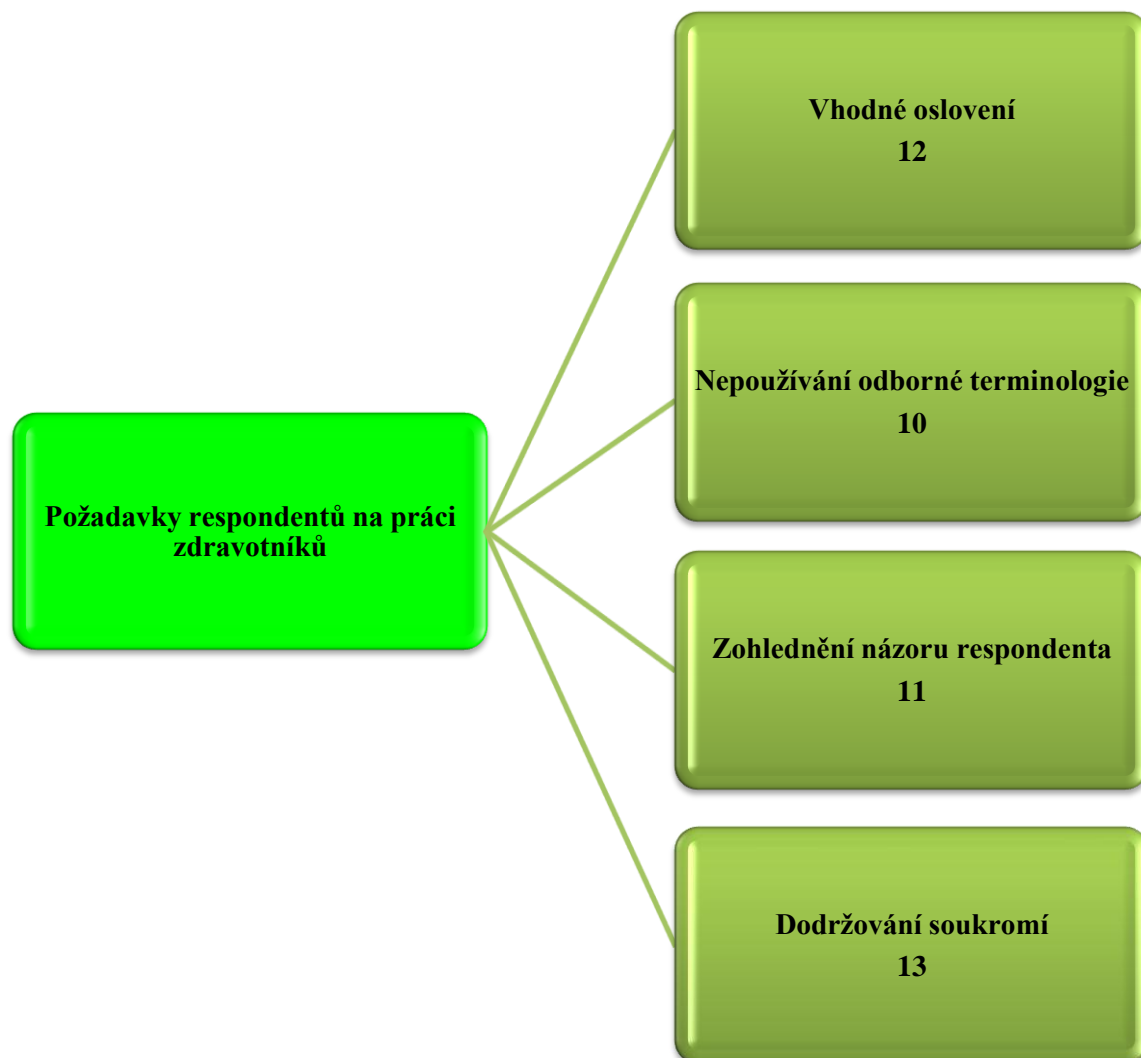 Vhodné oslovení
12
Nepoužívání odborné terminologie
10
Požadavky respondentů na práci
zdravotníků
Zohlednění názoru respondenta
11
Dodržování soukromí
13